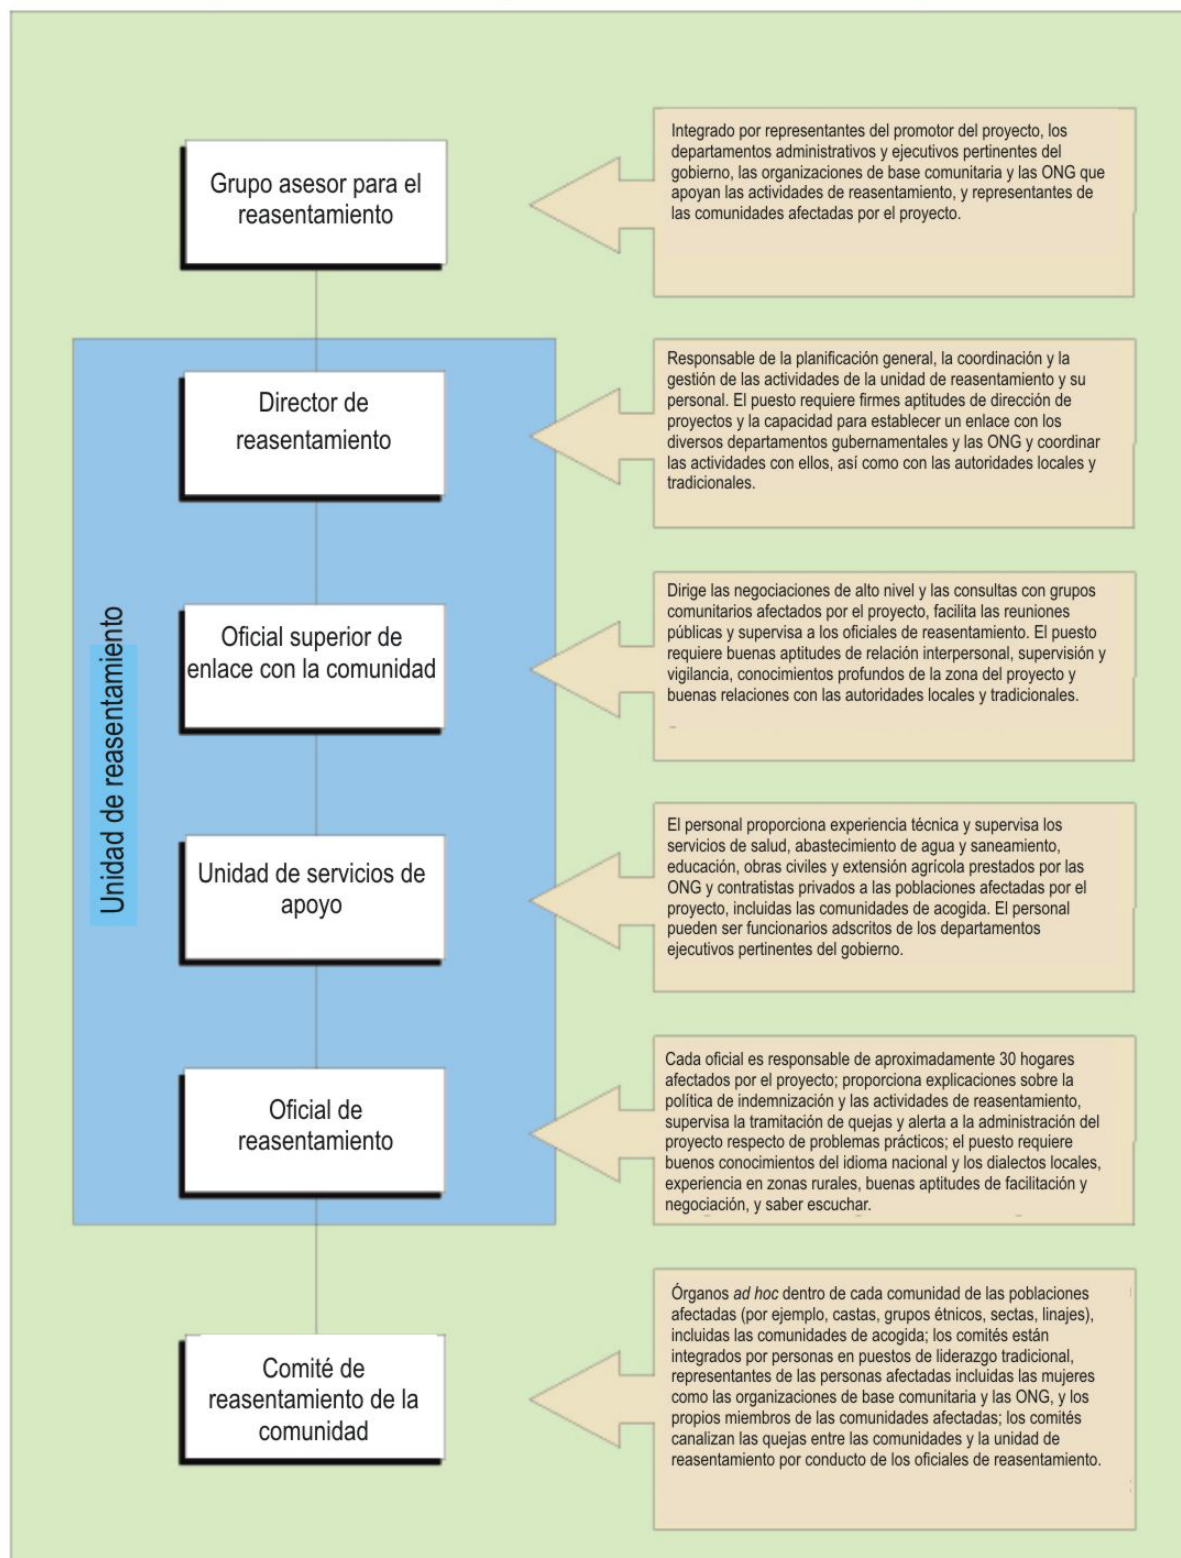 Grupo asesor para el
reasentamiento
Integrado por representantes del promotor del proyecto, los
departamentos administrativos y ejecutivos pertinentes del
gobierno, las organizaciones de base comunitaria y las ONG que
apoyan las actividades de reasentamiento, y representantes de
las comunidades afectadas por el proyecto.
Unidad de reasentamiento
Director de
reasentamiento
Responsable de la planificación general, la coordinación y la
gestión de las actividades de la unidad de reasentamiento y su
personal. El puesto requiere firmes aptitudes de dirección de
proyectos y la capacidad para establecer un enlace con los
diversos departamentos gubernamentales y las ONG y coordinar
las actividades con ellos, así como con las autoridades locales y
tradicionales.
Oficial superior de
enlace con la comunidad
Dirige las negociaciones de alto nivel y las consultas con grupos
comunitarios afectados por el proyecto, facilita las reuniones
públicas y supervisa a los oficiales de reasentamiento. El puesto
requiere buenas aptitudes de relación interpersonal, supervisión y
vigilancia, conocimientos profundos de la zona del proyecto y
buenas relaciones con las autoridades locales y tradicionales.
Unidad de servicios de
apoyo
El personal proporciona experiencia técnica y supervisa los
servicios de salud, abastecimiento de agua y saneamiento,
educación, obras civiles y extensión agrícola prestados por las
ONG y contratistas privados a las poblaciones afectadas por el
proyecto, incluidas las comunidades de acogida. El personal
pueden ser funcionarios adscritos de los departamentos
ejecutivos pertinentes del gobierno.
Oficial de
reasentamiento
Cada oficial es responsable de aproximadamente 30 hogares
afectados por el proyecto; proporciona explicaciones sobre la
política de indemnización y las actividades de reasentamiento,
supervisa la tramitación de quejas y alerta a la administración del
proyecto respecto de problemas prácticos; el puesto requiere
buenos conocimientos del idioma nacional y los dialectos locales,
experiencia en zonas rurales, buenas aptitudes de facilitación y
negociación, y saber escuchar.
Comité de
reasentamiento de la
comunidad
Órganos ad hoc dentro de cada comunidad de las poblaciones
afectadas (por ejemplo, castas, grupos étnicos, sectas, linajes),
incluidas las comunidades de acogida; los comités están
integrados por personas en puestos de liderazgo tradicional,
representantes de las personas afectadas incluidas las mujeres
como las organizaciones de base comunitaria y las ONG, y los
propios miembros de las comunidades afectadas; los comités
canalizan las quejas entre las comunidades y la unidad de
reasentamiento por conducto de los oficiales de reasentamiento.